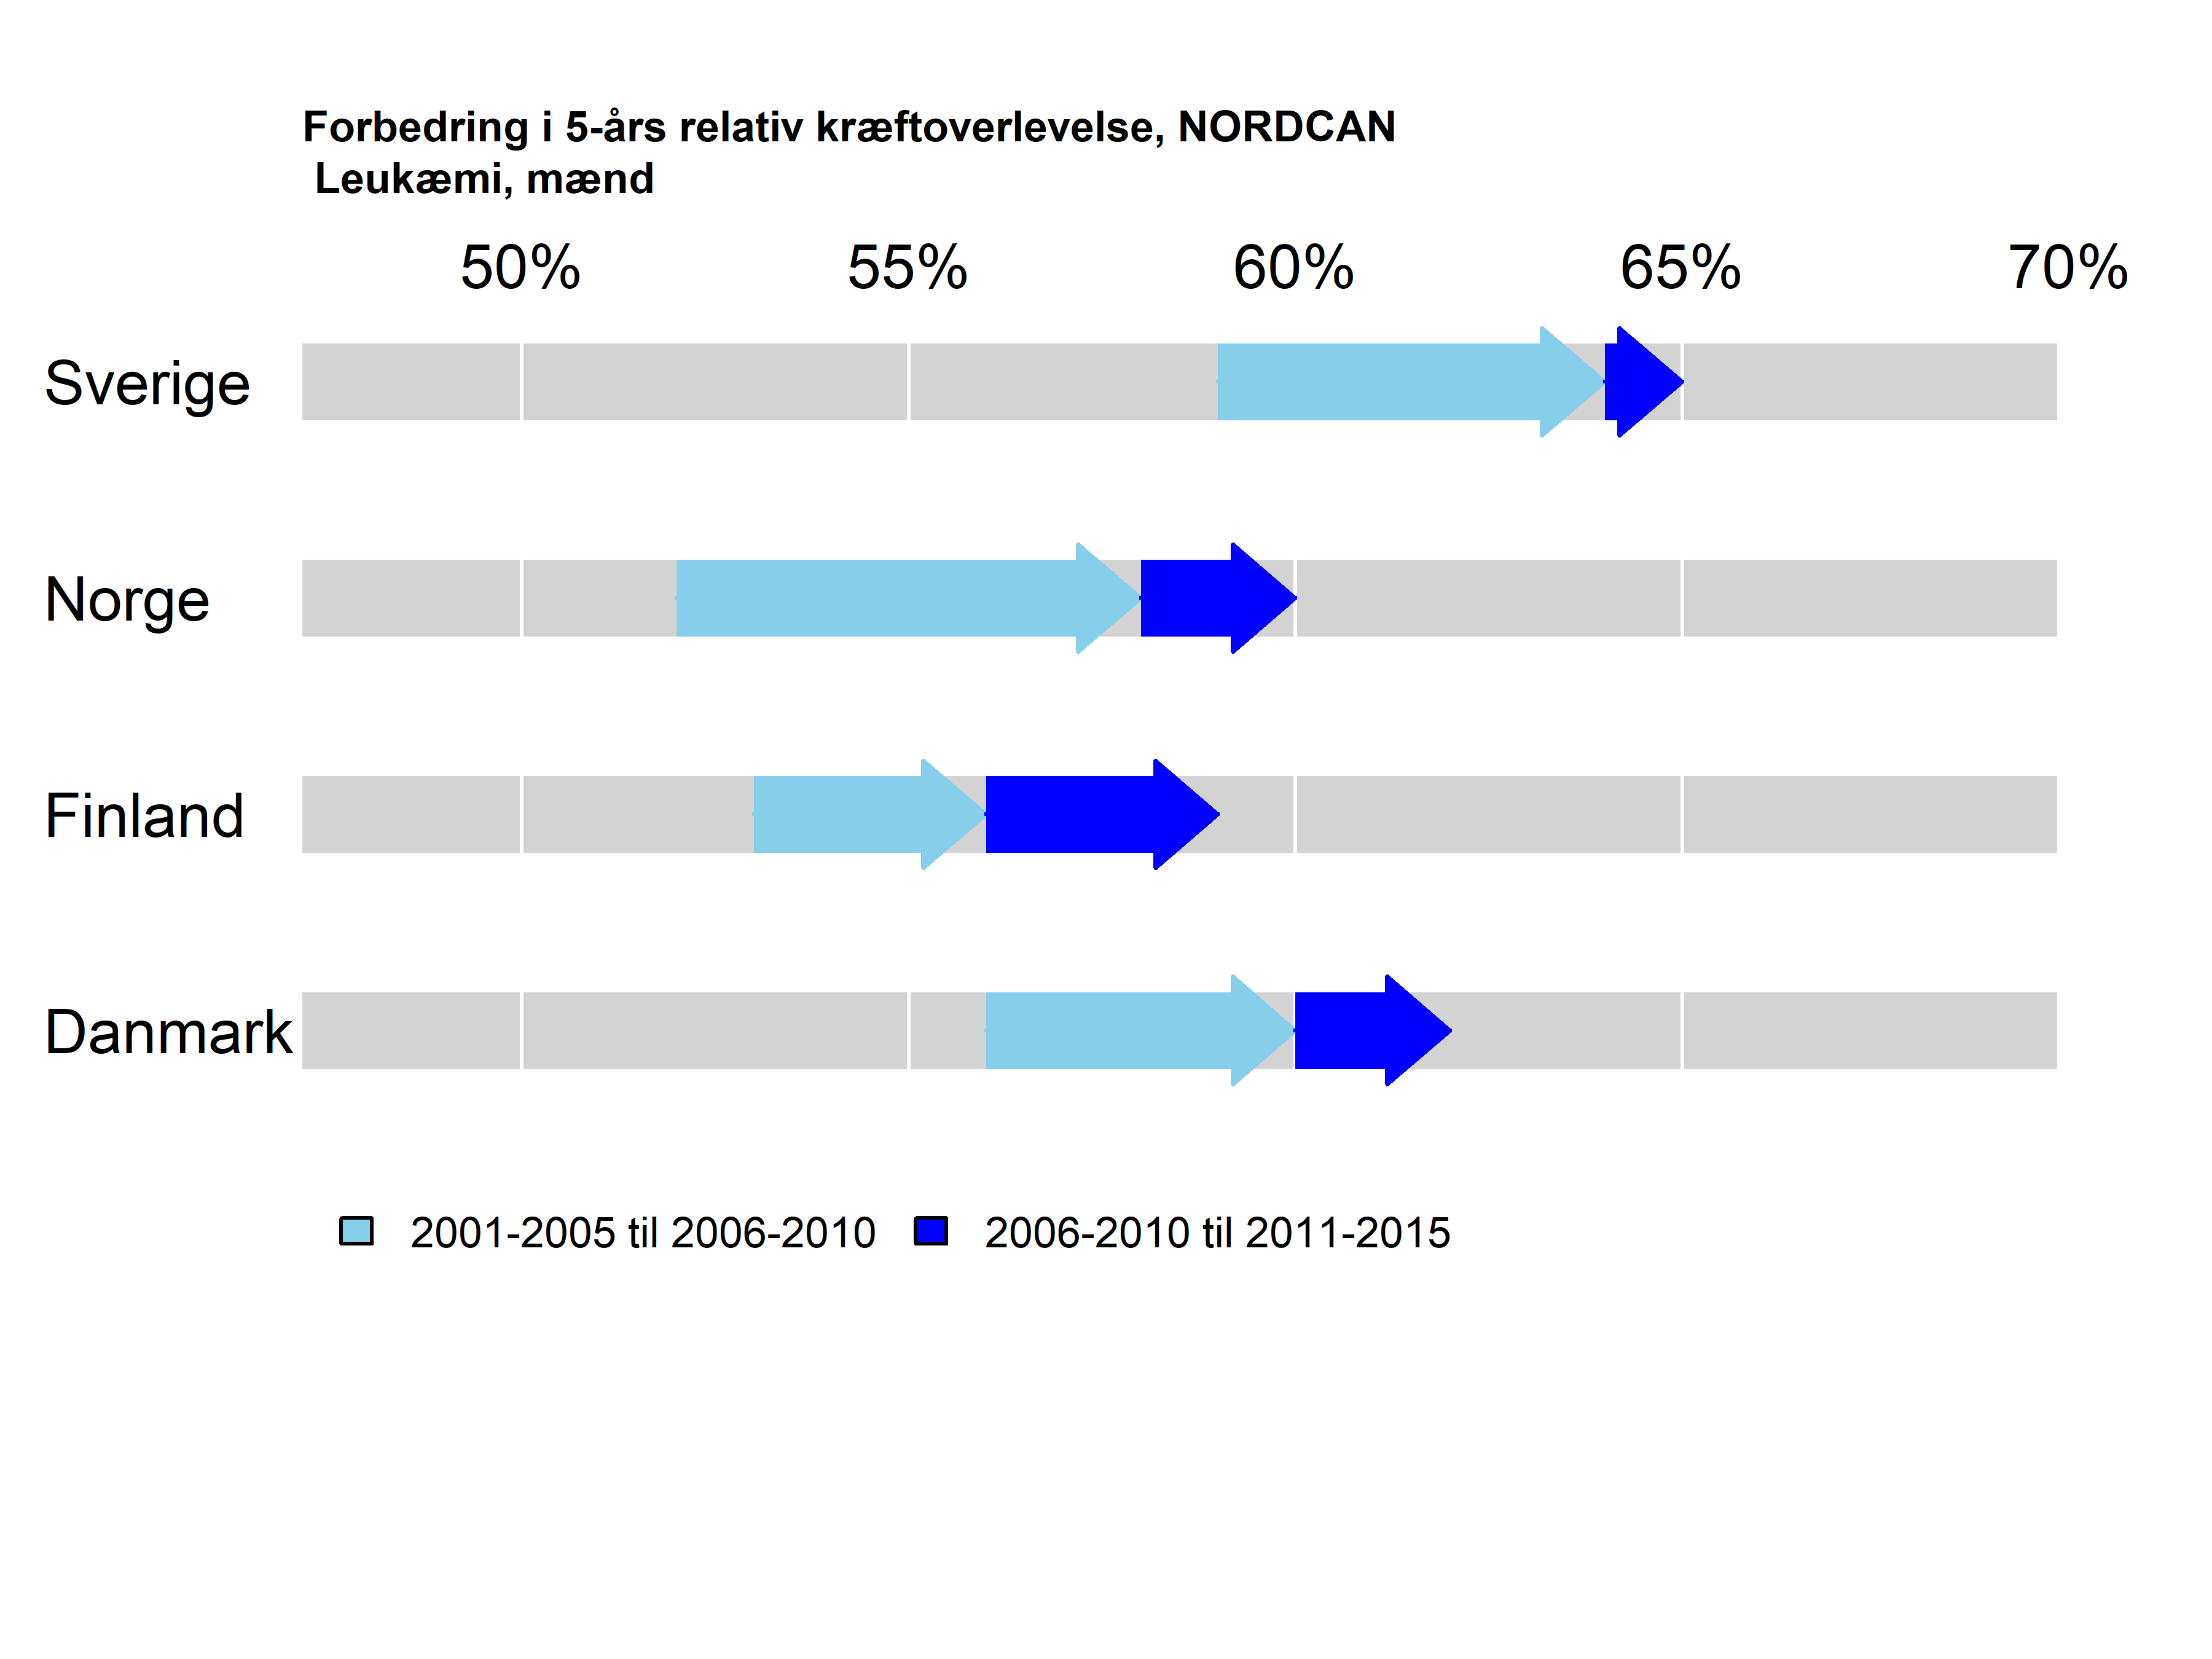 Forbedring i 5-års relativ kræftoverlevelse, NORDCAN
Leukæmi, mænd
50% 55% 60% 65% 70%
Sverige
Norge
Finland
Danmark
2001-2005 til 2006-2010 2006-2010 til 2011-2015